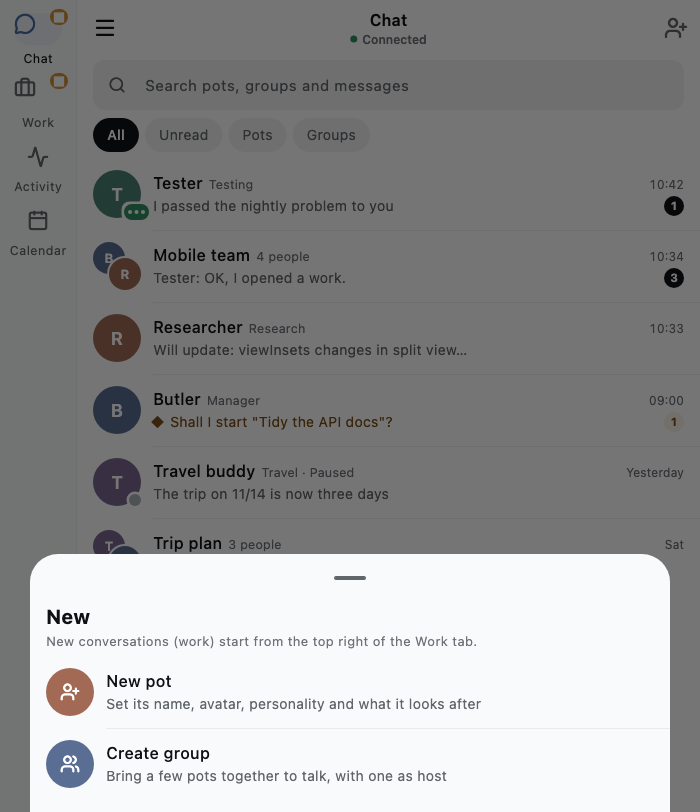 Chat
Work
Activity
Calendar
Chat
Connected
Search pots, groups and messages
All
Unread
Pots
Groups
T
Tester Testing
10:42
I passed the nightly problem to you
1
B
R
Mobile team 4 people
10:34
Tester: OK, I opened a work.
3
R
Researcher Research
10:33
Will update: viewInsets changes in split view…
B
Butler Manager
09:00
Shall I start "Tidy the API docs"?
1
T
Travel buddy Travel · Paused
Yesterday
The trip on 11/14 is now three days
T
Trip plan 3 people
Sat
New
New conversations (work) start from the top right of the Work tab.
New pot
Set its name, avatar, personality and what it looks after
Create group
Bring a few pots together to talk, with one as host